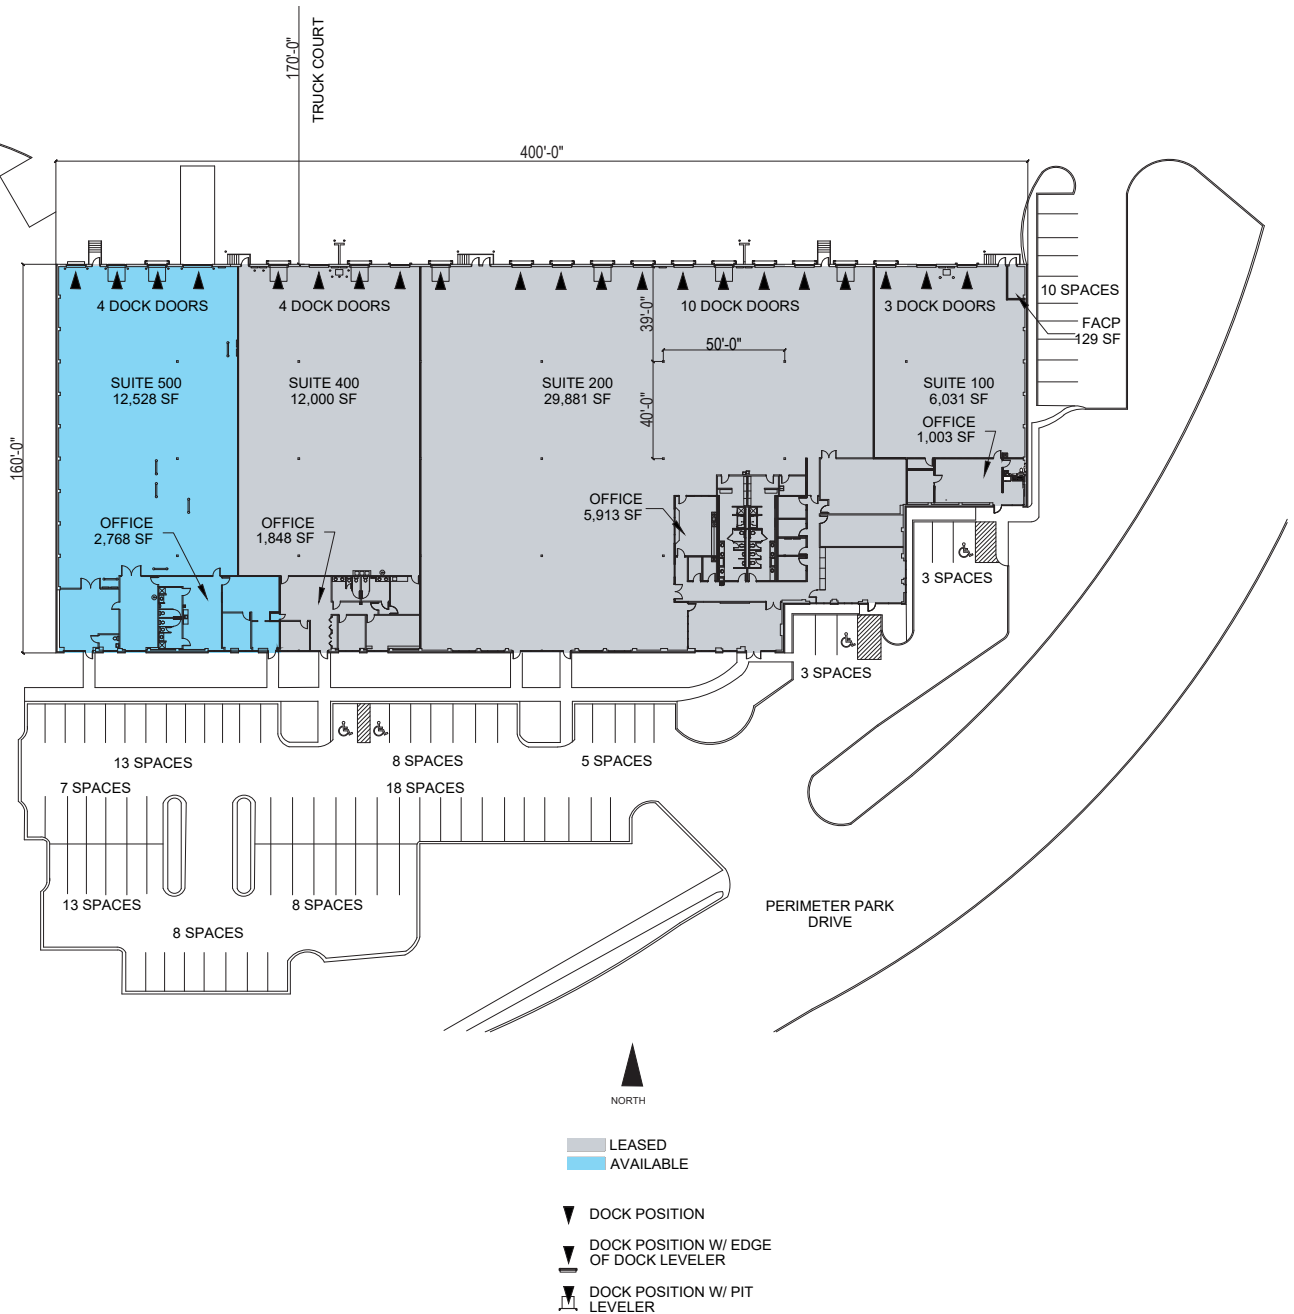 170'-0"
TRUCK COURT
400'-0"
4 DOCK DOORS
4 DOCK DOORS
10 DOCK DOORS
3 DOCK DOORS
10 SPACES
FACP
129 SF
39'-0"
50'-0"
40'-0"
160'-0"
SUITE 500
12,528 SF
SUITE 400
12,000 SF
SUITE 200
29,881 SF
SUITE 100
6,031 SF
OFFICE
1,003 SF
OFFICE
5,913 SF
OFFICE
2,768 SF
OFFICE
1,848 SF
3 SPACES
3 SPACES
13 SPACES
8 SPACES
5 SPACES
7 SPACES
18 SPACES
13 SPACES
8 SPACES
8 SPACES
PERIMETER PARK
DRIVE
NORTH
LEASED
AVAILABLE
DOCK POSITION
DOCK POSITION W/ EDGE
OF DOCK LEVELER
DOCK POSITION W/ PIT
LEVELER